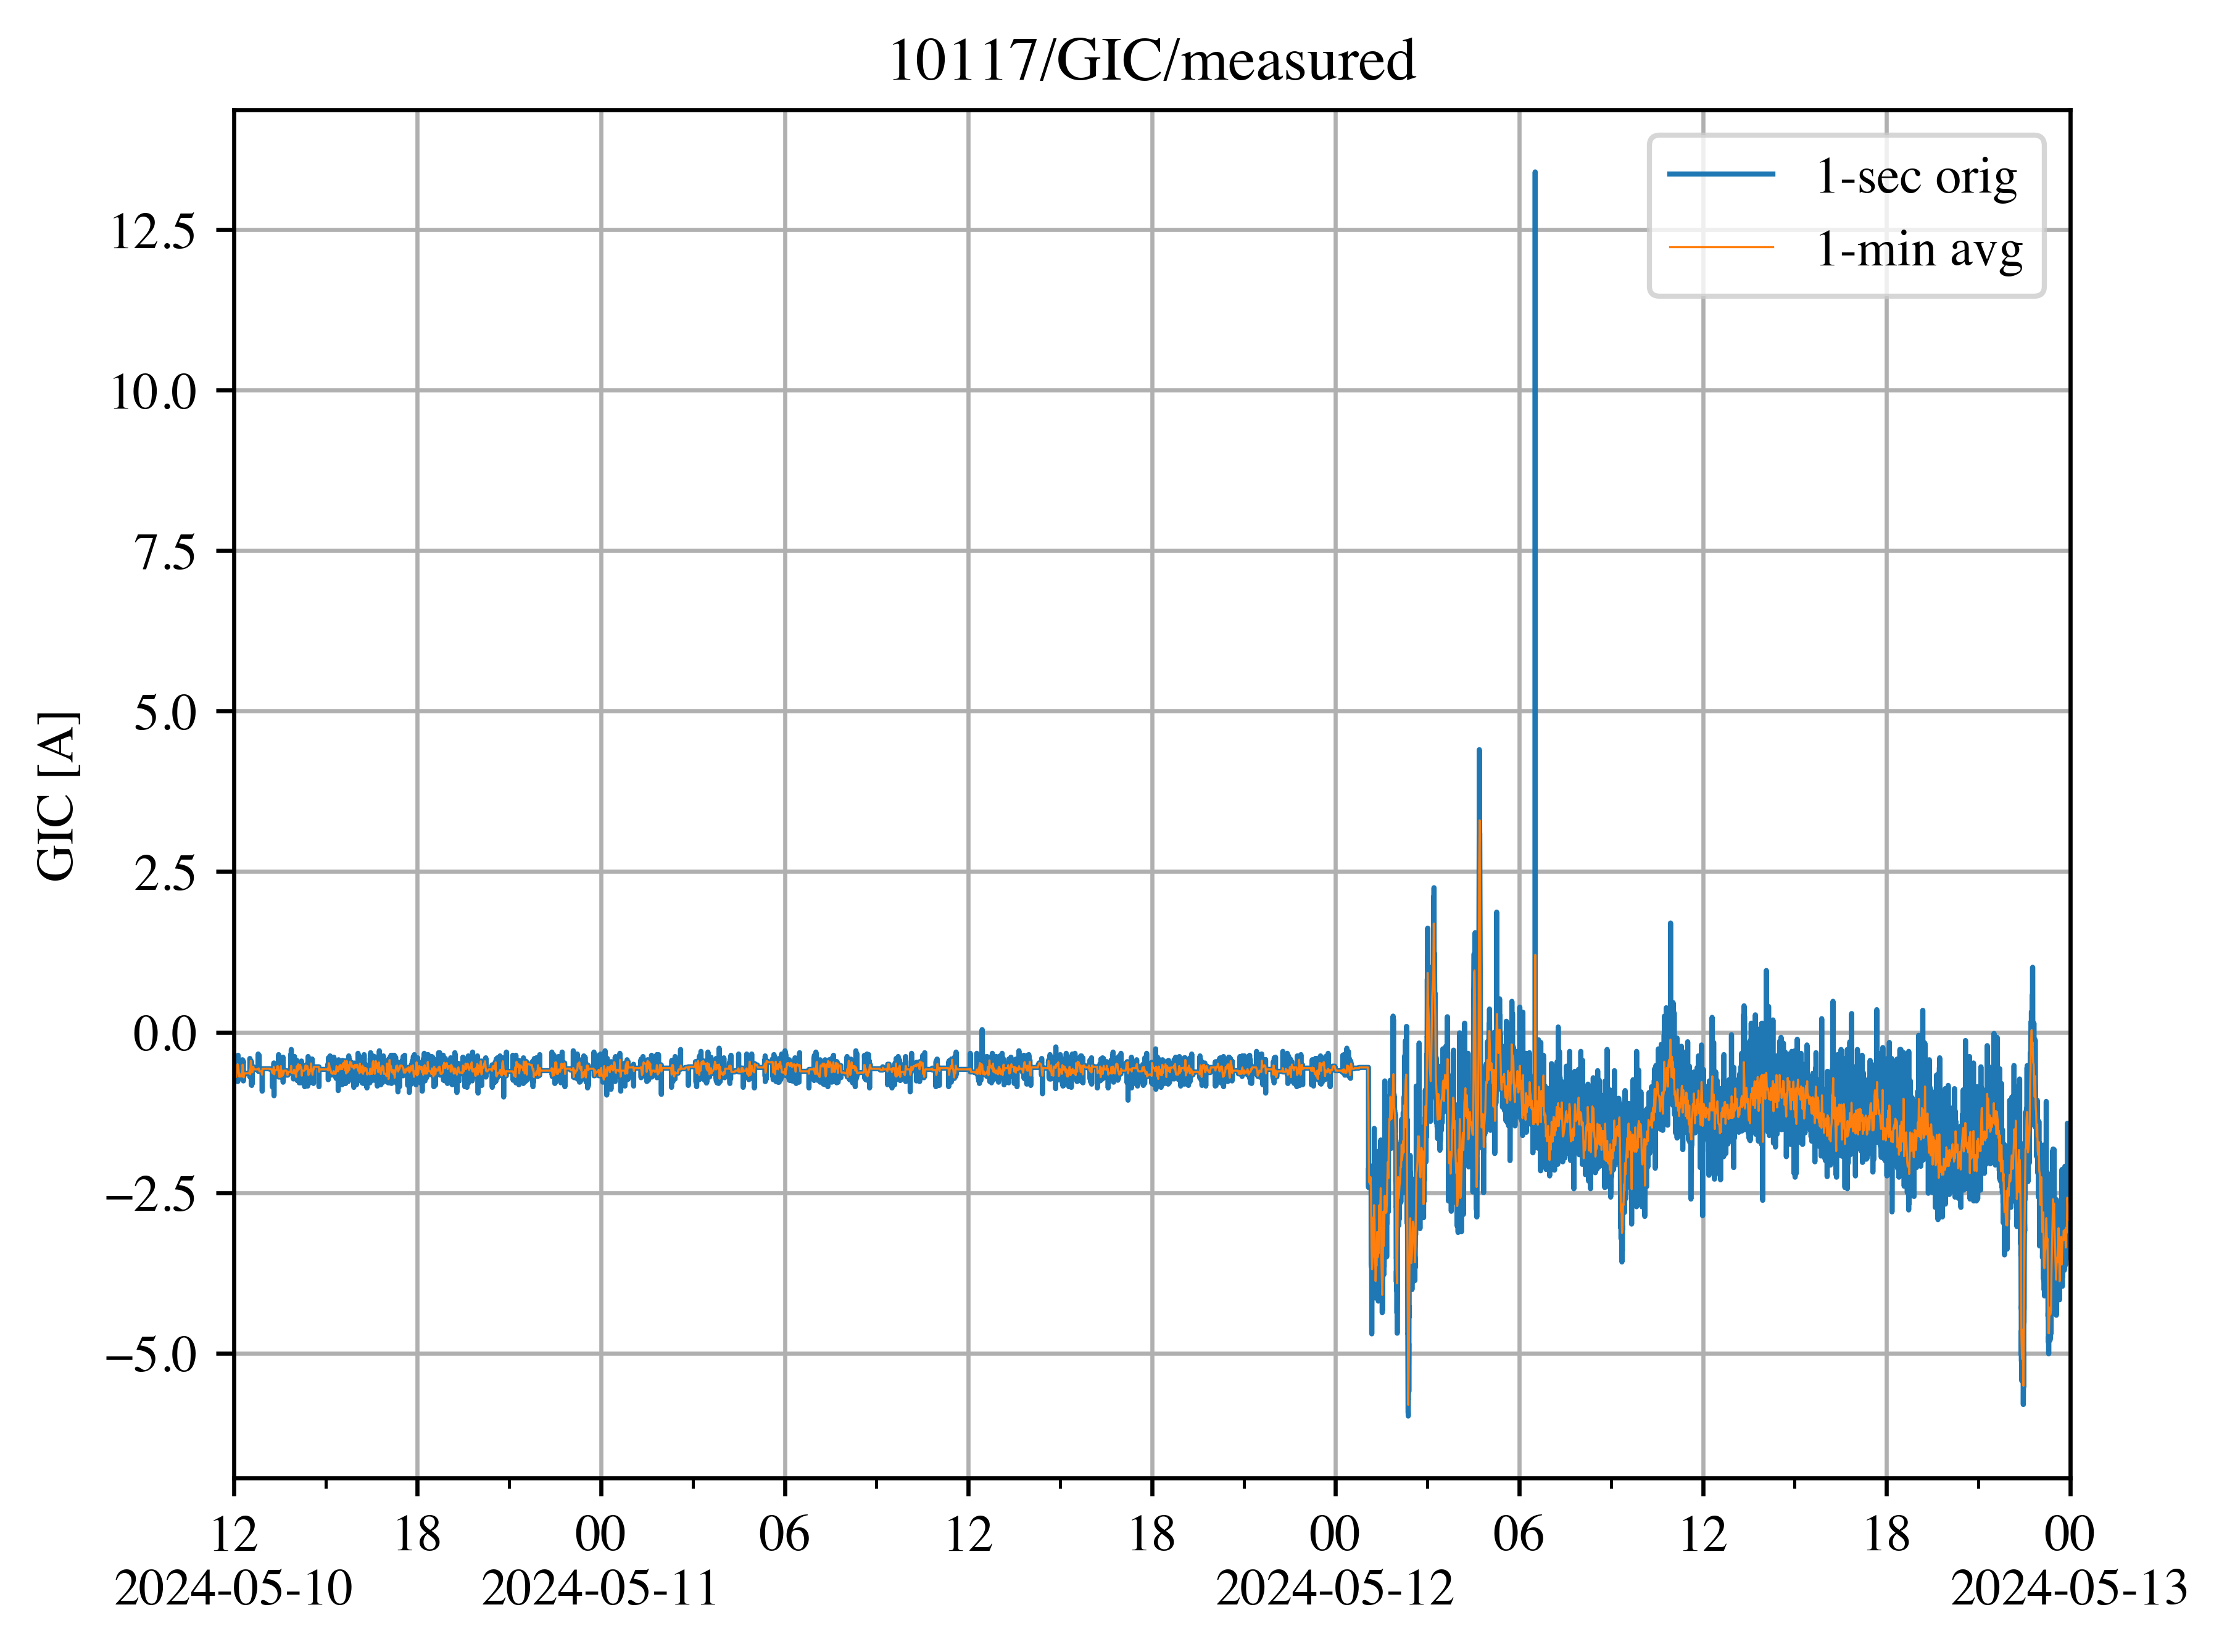 10117/GIC/measured
1-sec orig
1-min avg
GIC [A]
12.5
10.0
7.5
5.0
2.5
0.0
−2.5
−5.0
12 18 00 06 12 18 00 06 12 18 00
2024-05-10 2024-05-11 2024-05-12 2024-05-13